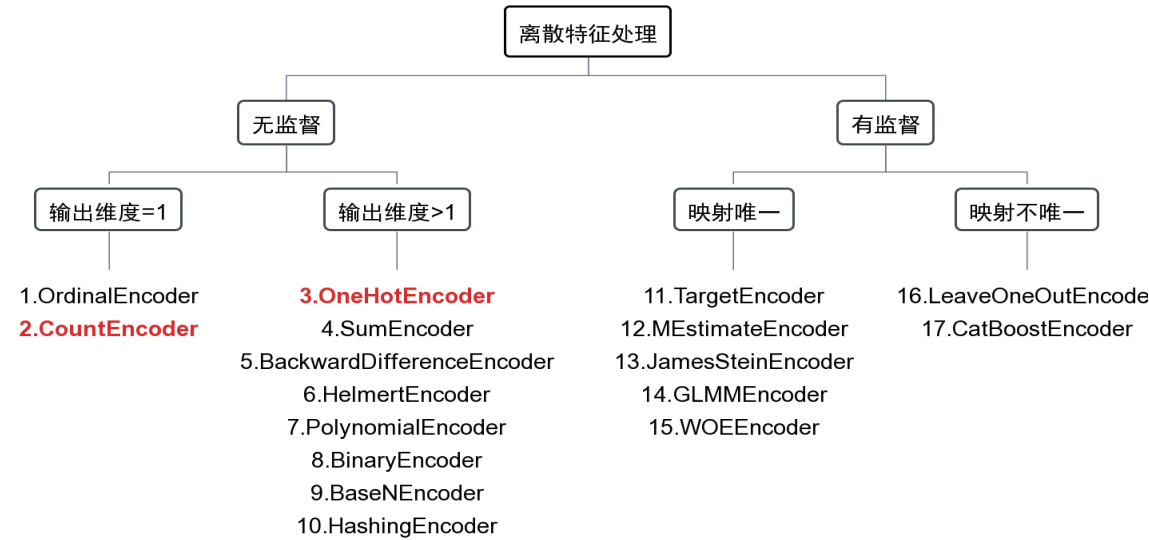 离散特征处理
无监督
有监督
输出维度=1
输出维度>1
映射唯一
映射不唯一
1.OrdinalEncoder
2.CountEncoder
3.OneHotEncoder
4.SumEncoder
5.BackwardDifferenceEncoder
6.HelmertEncoder
7.PolynomialEncoder
8.BinaryEncoder
9.BaseNEncoder
10.HashingEncoder
11.TargetEncoder
12.MEstimateEncoder
13.JamesSteinEncoder
14.GLMMEncoder
15.WOEEncoder
16.LeaveOneOutEncode
17.CatBoostEncoder